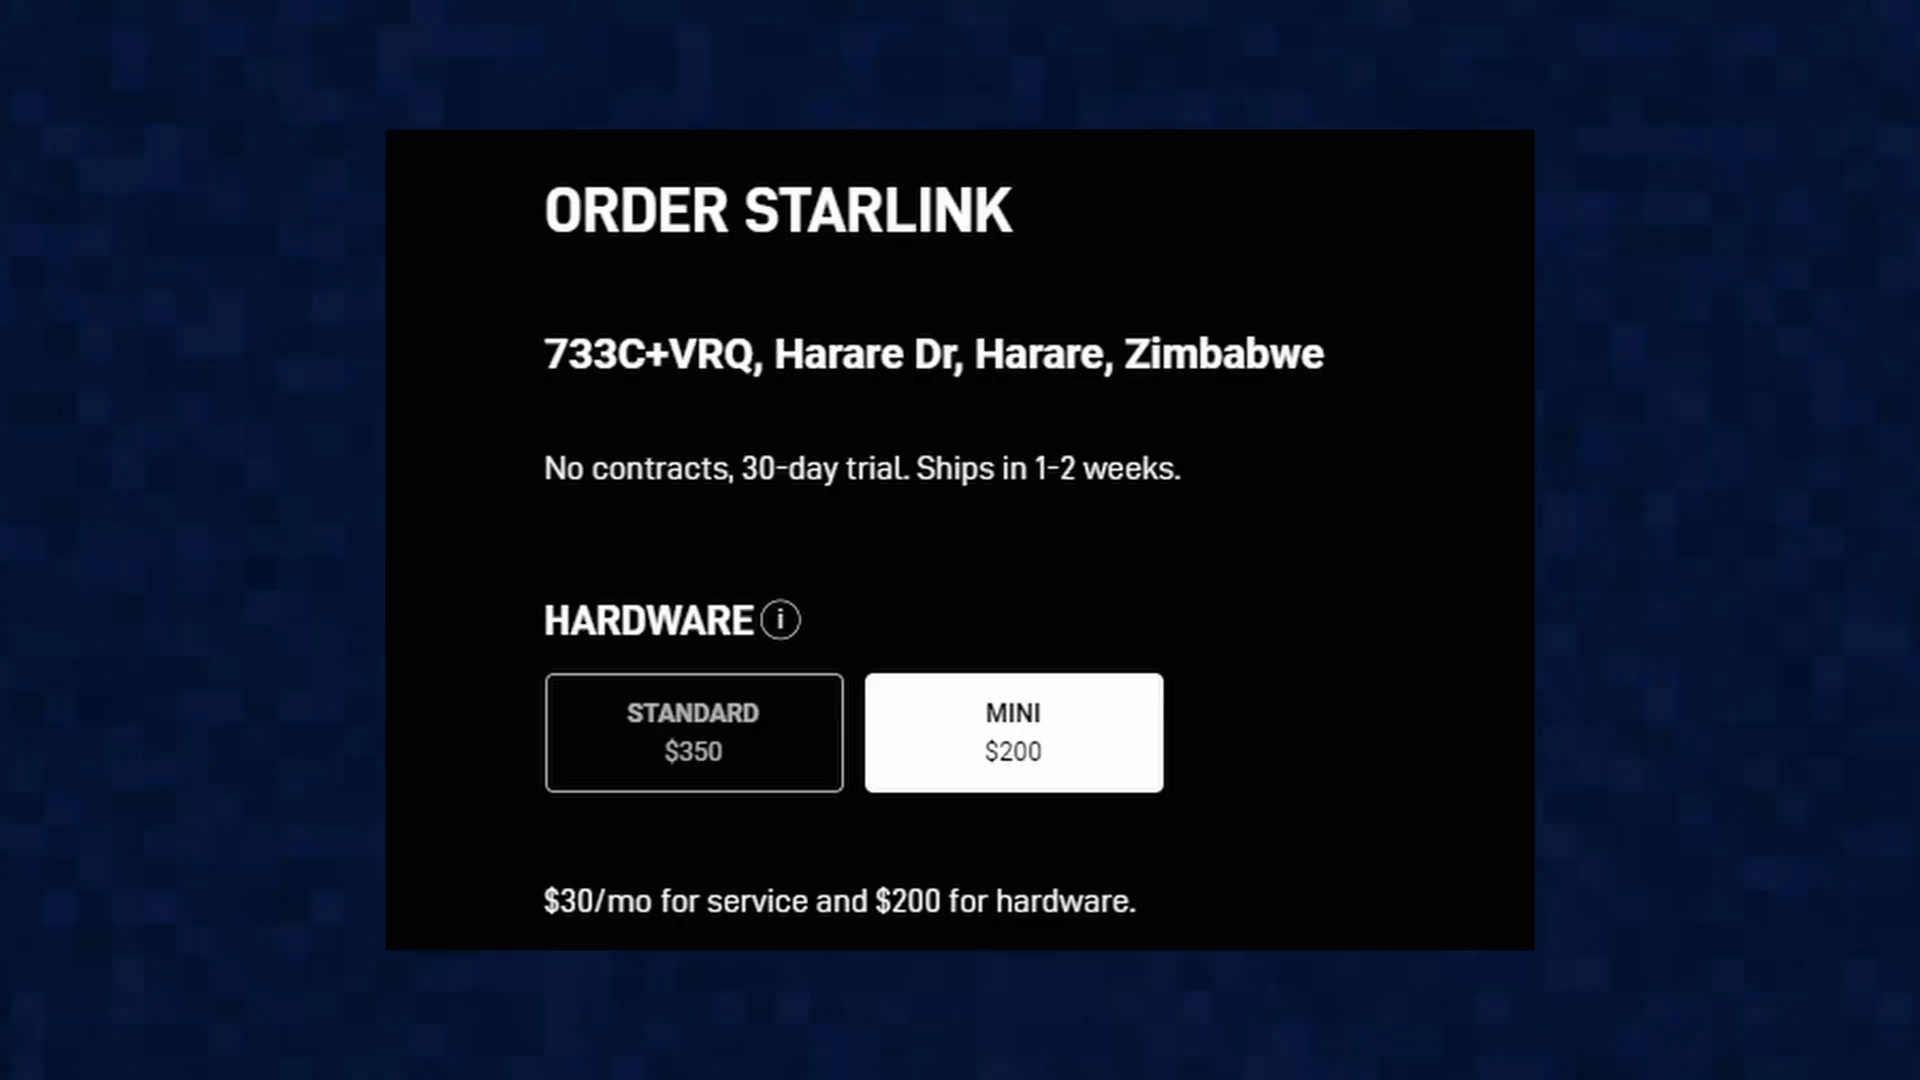 ORDER STARLINK
733C+VRQ, Harare Dr, Harare, Zimbabwe
No contracts, 30-day trial. Ships in 1-2 weeks.
HARDWARE i
STANDARD
$350
MINI
$200
$30/mo for service and $200 for hardware.